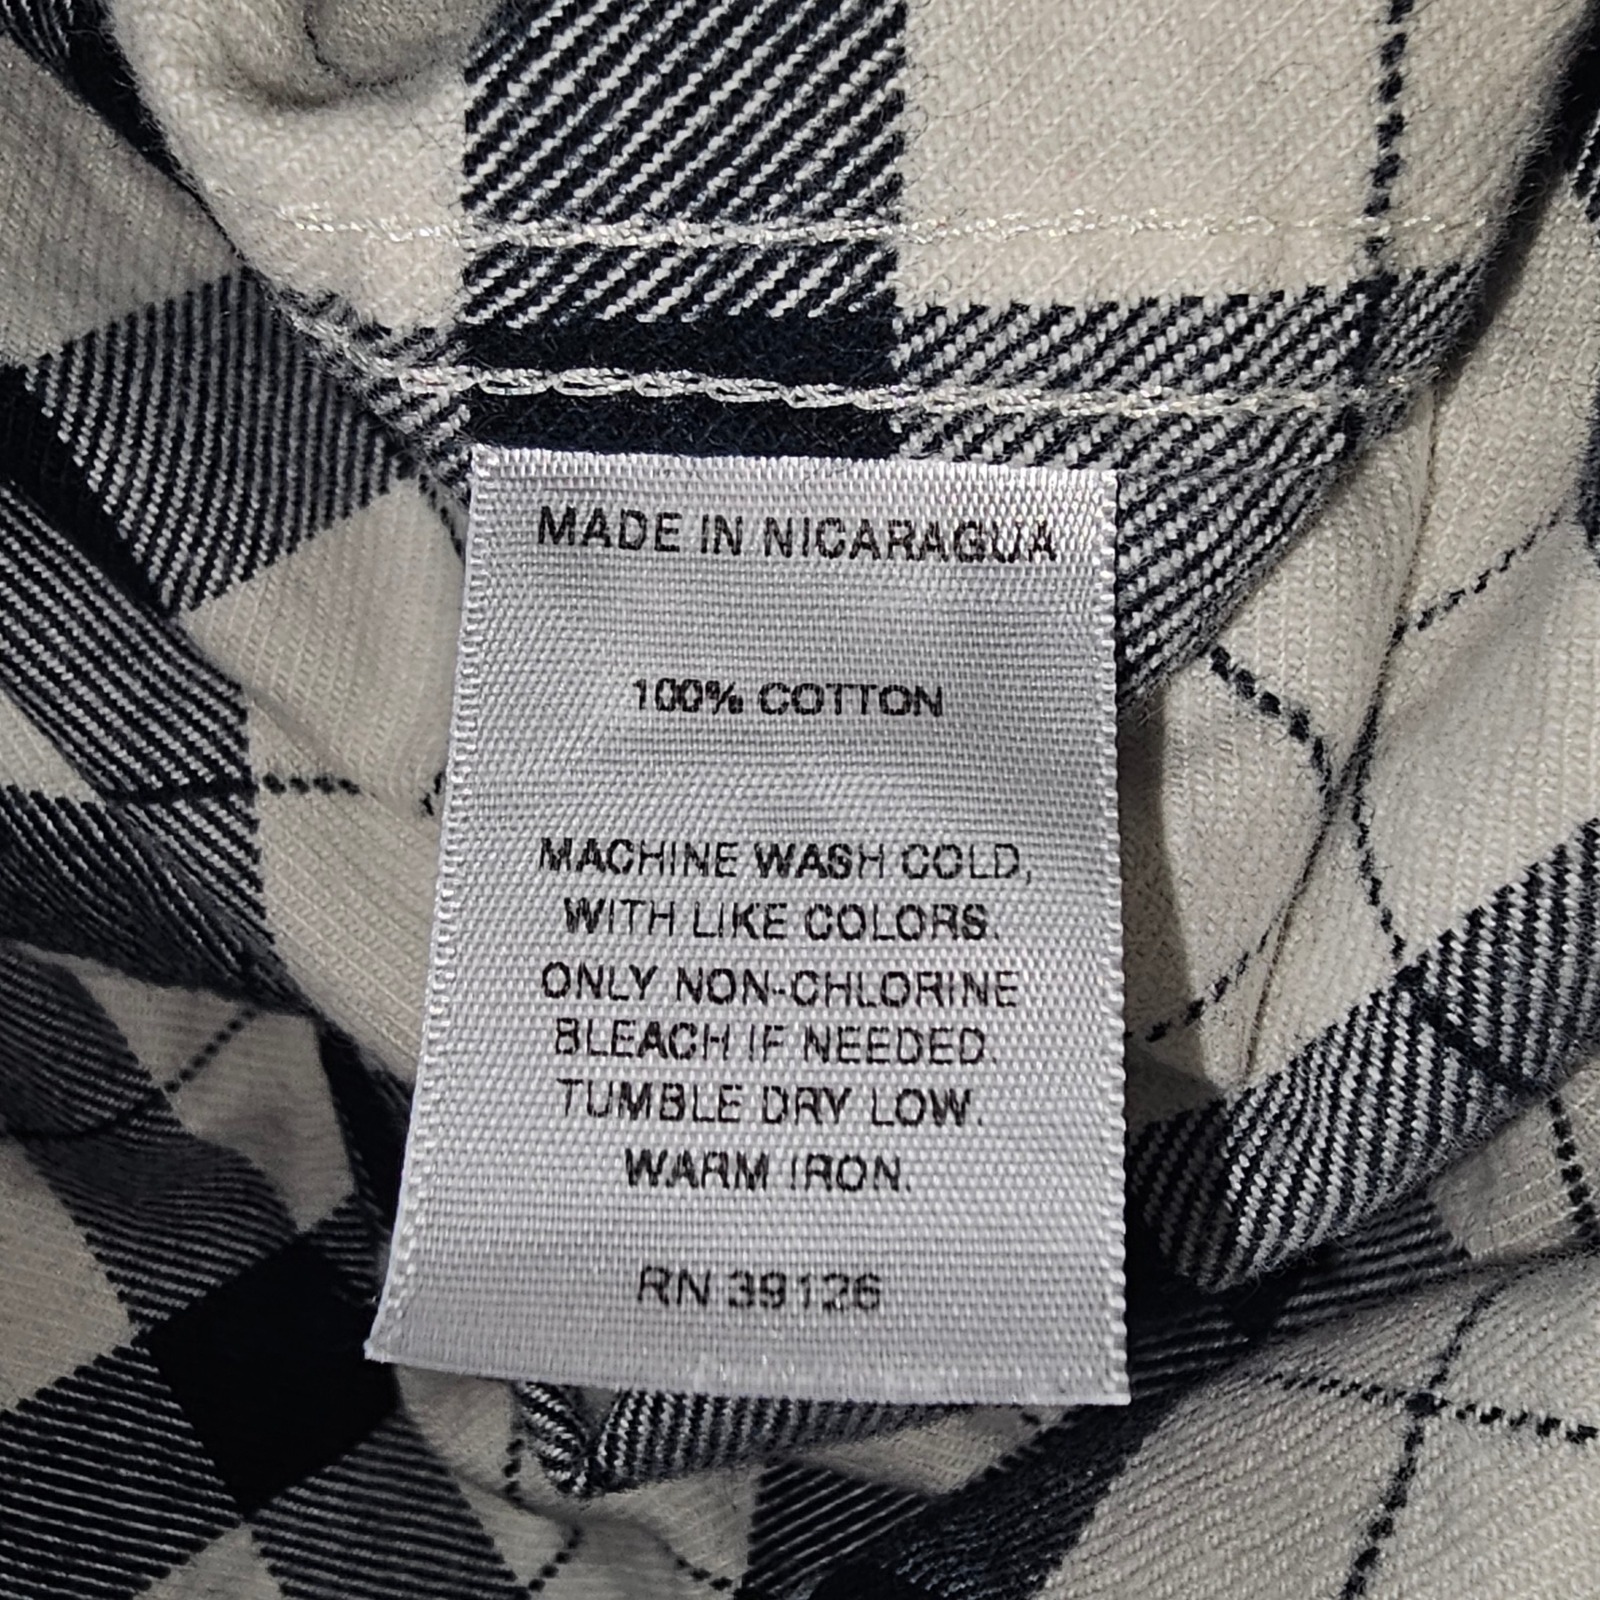 MADE IN NICARAGUA
100% COTTON
MACHINE WASH COLD,
WITH LIKE COLORS.
ONLY NON-CHLORINE
BLEACH IF NEEDED.
TUMBLE DRY LOW.
WARM IRON.
RN 39126